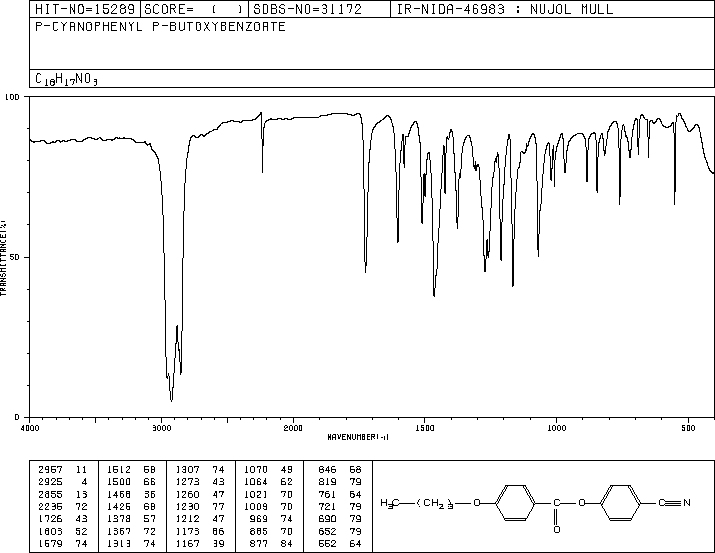 HIT-NO=15289 SCORE= ( ) SDBS-NO=31172 IR-NIDA-46983 : NUJOL MULL
P-CYANOPHENYL P-BUTOXYBENZOATE
C18H17NO3
100
50
0
TRANSMITTANCE(%)
4000 3000 2000 1500 1000 500
WAVENUMBER(-1)
2957 11 1512 58 1307 74 1070 49 846 68
2925 4 1500 66 1273 43 1064 62 819 79
2855 13 1468 36 1260 47 1021 70 761 64
2235 72 1426 68 1230 77 1009 70 721 79
1726 43 1378 57 1212 47 969 74 690 79
1603 52 1367 72 1173 86 885 70 652 79
1579 74 1313 74 1167 39 877 84 552 64
H3C (CH2)3 O C O C N
O